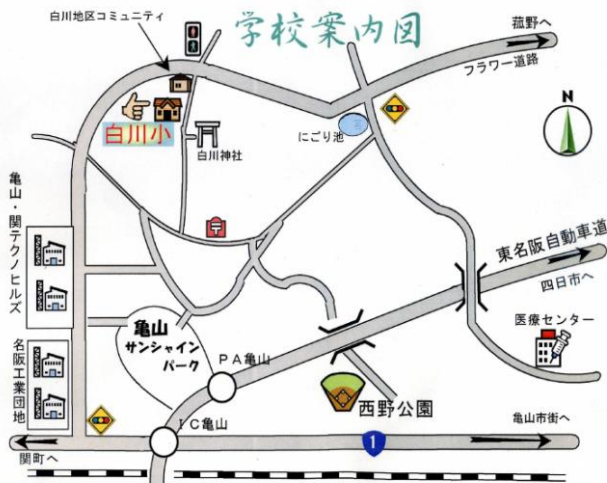 学校案内図
白川地区コミュニティ
菰野へ
フラワー道路
N
白川小
白川神社
にごり池
〒
亀山・関テクノヒルズ
東名阪自動車道
四日市へ
亀山
サンシャイン
パーク
PA亀山
医療センター
名阪工業団地
西野公園
IC亀山
1
関町へ
亀山市街へ